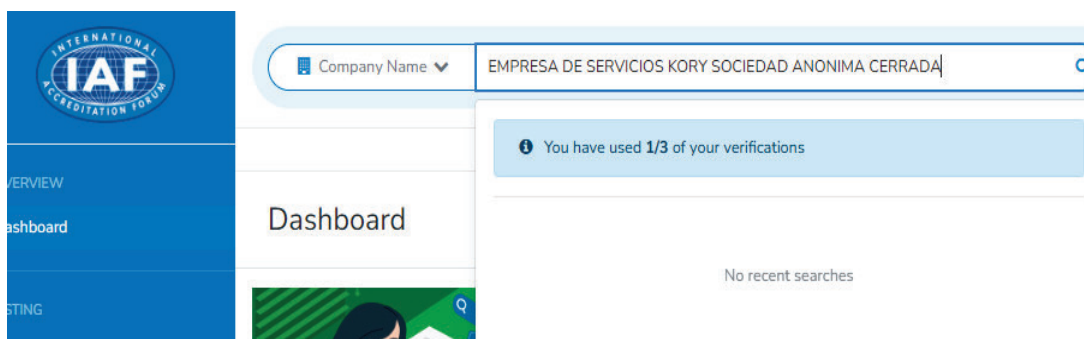 INTERNATIONAL
IAF
ACCREDITATION FORUM
Company Name
EMPRESA DE SERVICIOS KORY SOCIEDAD ANONIMA CERRADA
You have used 1/3 of your verifications
VERVIEW
ashboard
Dashboard
No recent searches
STING